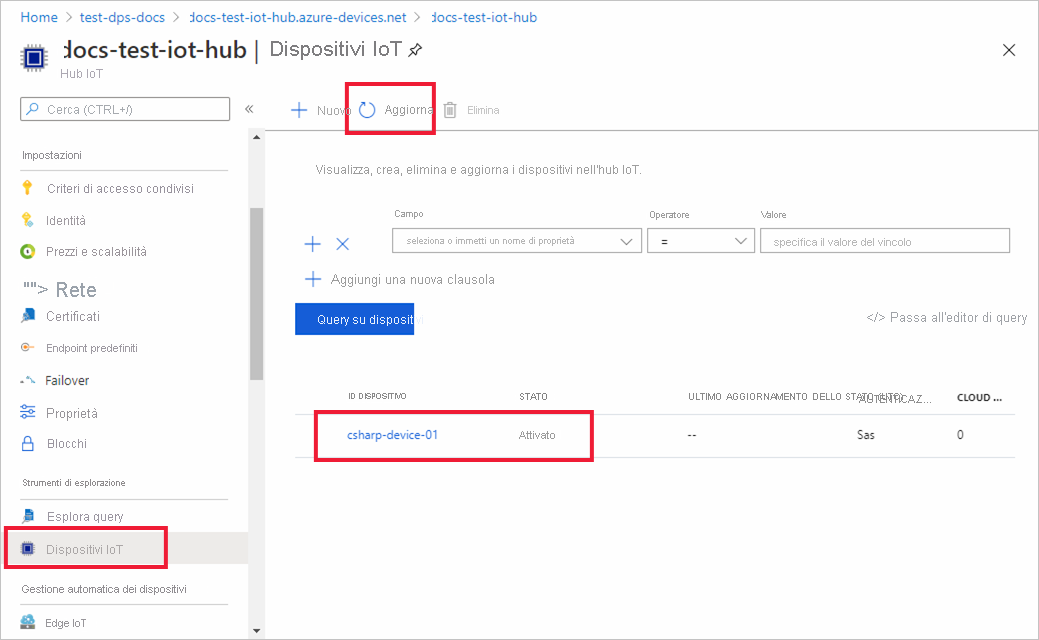 Home > test-dps-docs > docs-test-iot-hub.azure-devices.net > docs-test-iot-hub
docs-test-iot-hub | Dispositivi IoT
Hub IoT
Cerca (CTRL+/)
«
Nuovo
Aggiorna
Elimina
Impostazioni
Criteri di accesso condivisi
Identità
Prezzi e scalabilità
""> Rete
Certificati
Endpoint predefiniti
Failover
Proprietà
Blocchi
Strumenti di esplorazione
Esplora query
Dispositivi IoT
Gestione automatica dei dispositivi
Edge IoT
Visualizza, crea, elimina e aggiorna i dispositivi nell'hub IoT.
Campo Operatore Valore
seleziona o immetti un nome di proprietà = specifica il valore del vincolo
Aggiungi una nuova clausola
Query su dispositivi
</> Passa all'editor di query
ID DISPOSITIVO STATO ULTIMO AGGIORNAMENTO DELLO STATO (UTC) AUTENTICAZ... CLOUD ...
csharp-device-01 Attivato -- Sas 0